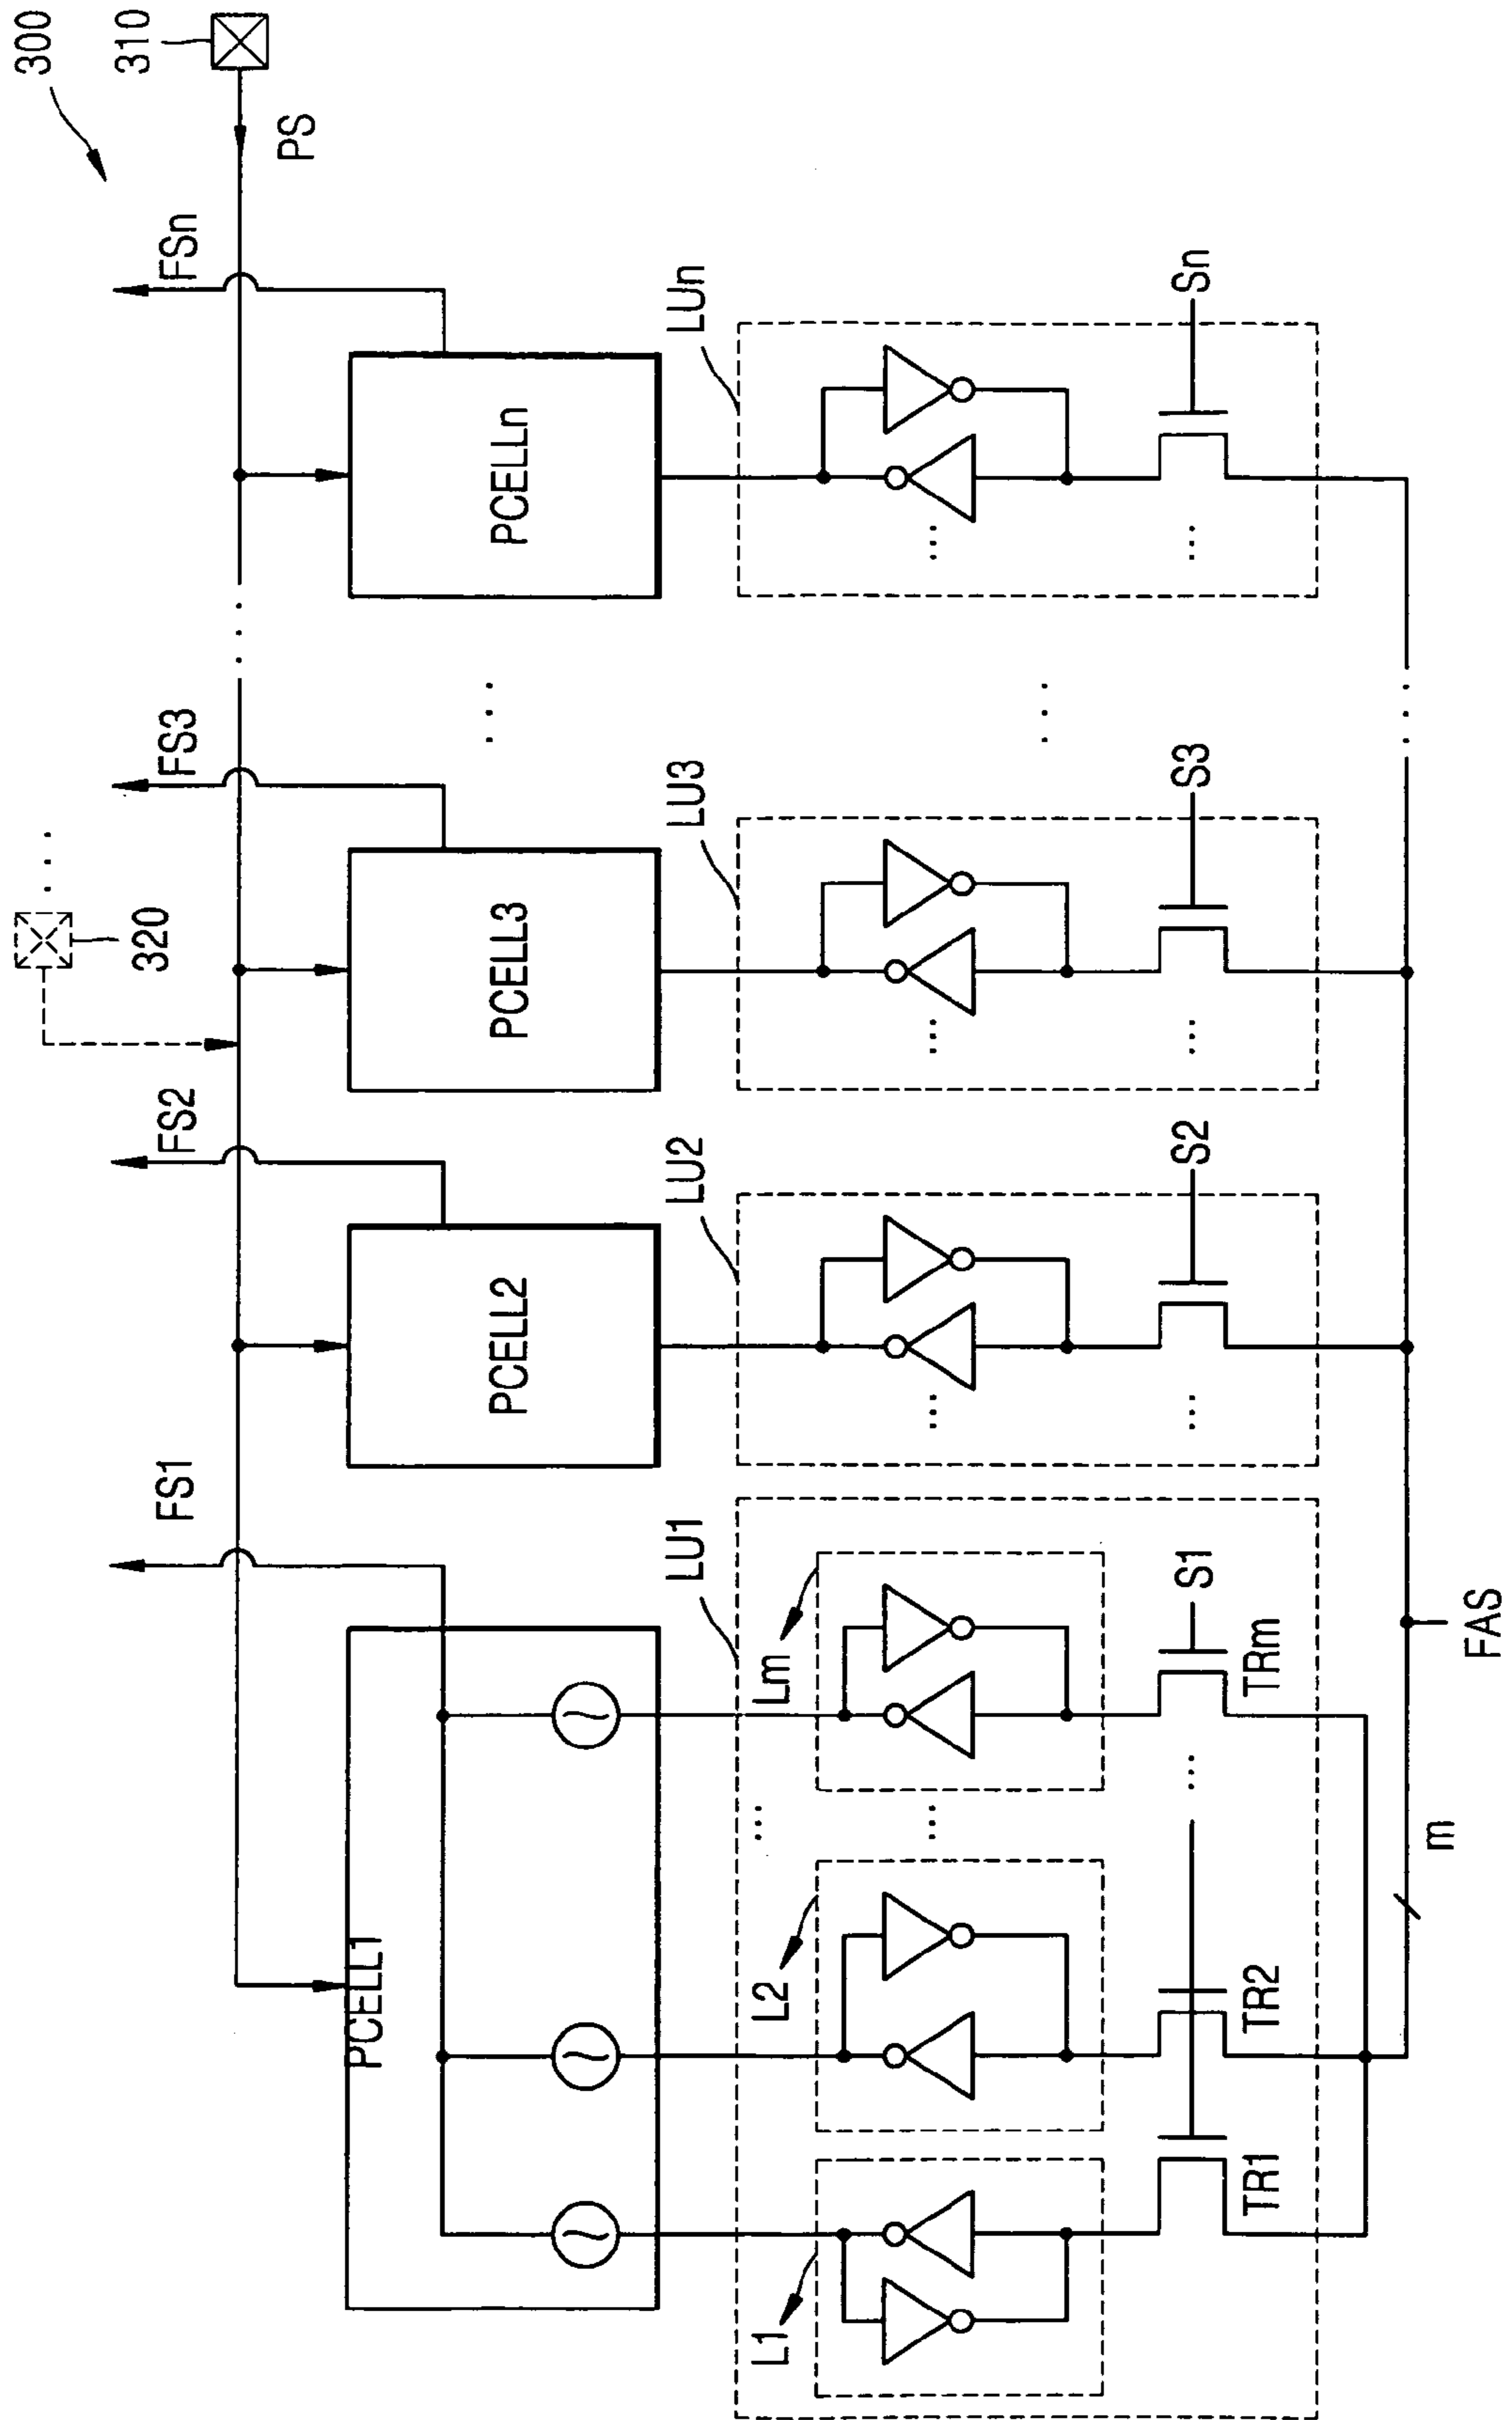 300
310
PS
320
...
FS1
FS2
FS3
...
FSn
PCELL1
PCELL2
PCELL3
...
PCELLn
LU1
LU2
LU3
LUn
L1
L2
...
Lm
...
...
...
...
...
...
TR1
TR2
...
TRm
S1
...
S2
...
S3
...
Sn
m
FAS
...